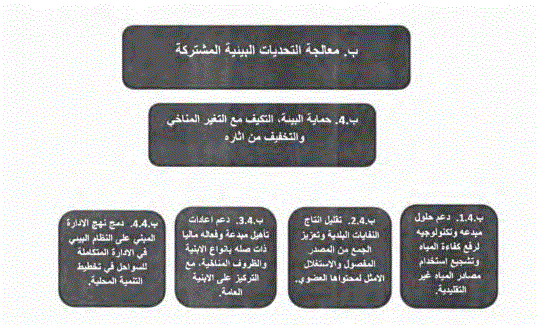 ب. معالجة التحديات البيئية المشتركة
ب.4. حماية البيئة، التكيف مع التغير المناخي
والتخفيف من اثاره
ب.1.4. دعم حلول
مبدعه وتكنولوجيه
لرفع كفاءة المياه
وتشجيع إستخدام
مصادر المياه غير
التقليدية.
ب.2.4. تقليل انتاج
النفايات البلدية وتعزيز
الجمع من المصدر
المفصول والاستغلال
الامثل لمحتواها العضوي.
ب.3.4. دعم اعادات
تأهيل مبدعة وفعاله ماليا
ذات صله بانواع الابنية
والظروف المناخية، مع
التركيز على الابنية
العامة.
ب.4.4. دمج نهج الادارة
المبني على النظام البيئي
في الادارة المتكاملة
للسواحل في تخطيط
التنمية المحلية.